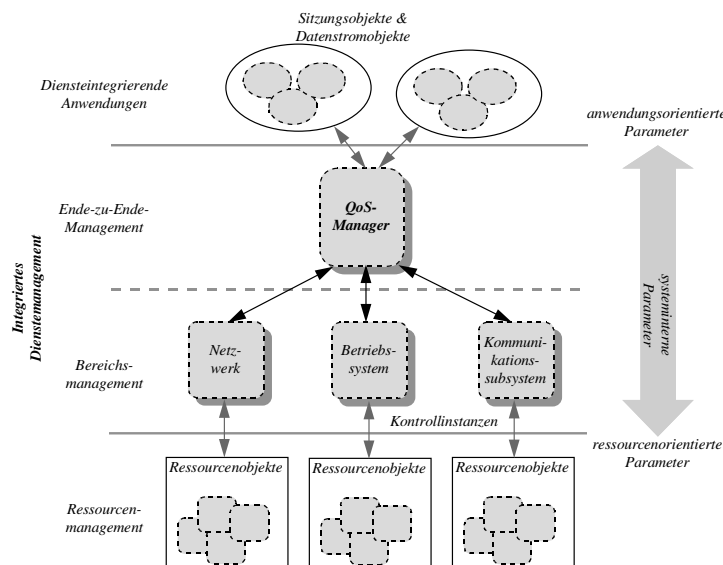 Sitzungsobjekte &
Datenstromobjekte
Diensteintegrierende
Anwendungen
anwendungsorientierte
Parameter
Ende-zu-Ende-
Management
QoS-
Manager
Integriertes
Dienstemanagement
systeminterne
Parameter
Bereichs-
management
Netz-
werk
Betriebs-
system
Kommuni-
kations-
subsystem
Kontrollinstanzen
ressourcenorientierte
Parameter
Ressourcenobjekte
Ressourcenobjekte
Ressourcenobjekte
Ressourcen-
management